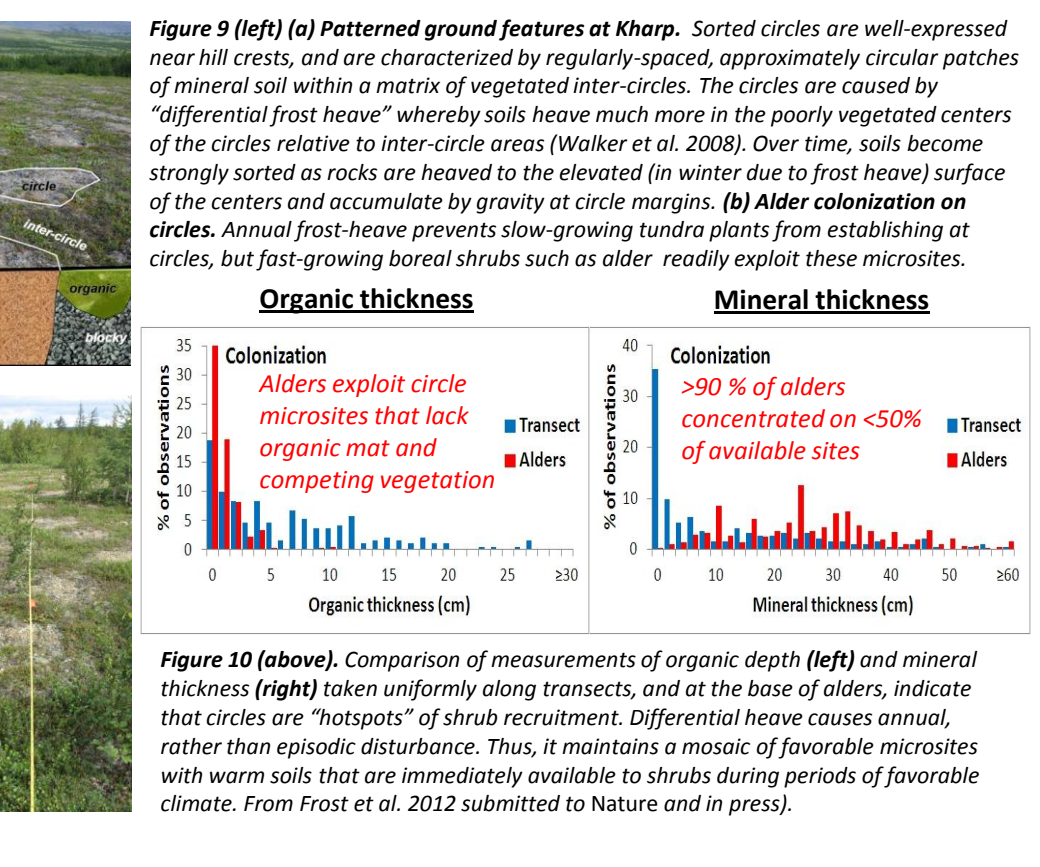 Figure 9 (left) (a) Patterned ground features at Kharp. Sorted circles are well-expressed
near hill crests, and are characterized by regularly-spaced, approximately circular patches
of mineral soil within a matrix of vegetated inter-circles. The circles are caused by
“differential frost heave” whereby soils heave much more in the poorly vegetated centers
of the circles relative to inter-circle areas (Walker et al. 2008). Over time, soils become
strongly sorted as rocks are heaved to the elevated (in winter due to frost heave) surface
of the centers and accumulate by gravity at circle margins. (b) Alder colonization on
circles. Annual frost-heave prevents slow-growing tundra plants from establishing at
circles, but fast-growing boreal shrubs such as alder readily exploit these microsites.
circle
inter-circle
organic
blocky
Organic thickness
Colonization
Alders exploit circle
microsites that lack
organic mat and
competing vegetation
Transect
Alders
% of observations
35
30
25
20
15
10
5
0
0 5 10 15 20 25 ≥30
Organic thickness (cm)
Mineral thickness
Colonization
>90 % of alders
concentrated on <50%
of available sites
Transect
Alders
% of observations
40
30
20
10
0
0 10 20 30 40 50 ≥60
Mineral thickness (cm)
Figure 10 (above). Comparison of measurements of organic depth (left) and mineral
thickness (right) taken uniformly along transects, and at the base of alders, indicate
that circles are “hotspots” of shrub recruitment. Differential heave causes annual,
rather than episodic disturbance. Thus, it maintains a mosaic of favorable microsites
with warm soils that are immediately available to shrubs during periods of favorable
climate. From Frost et al. 2012 submitted to Nature and in press).